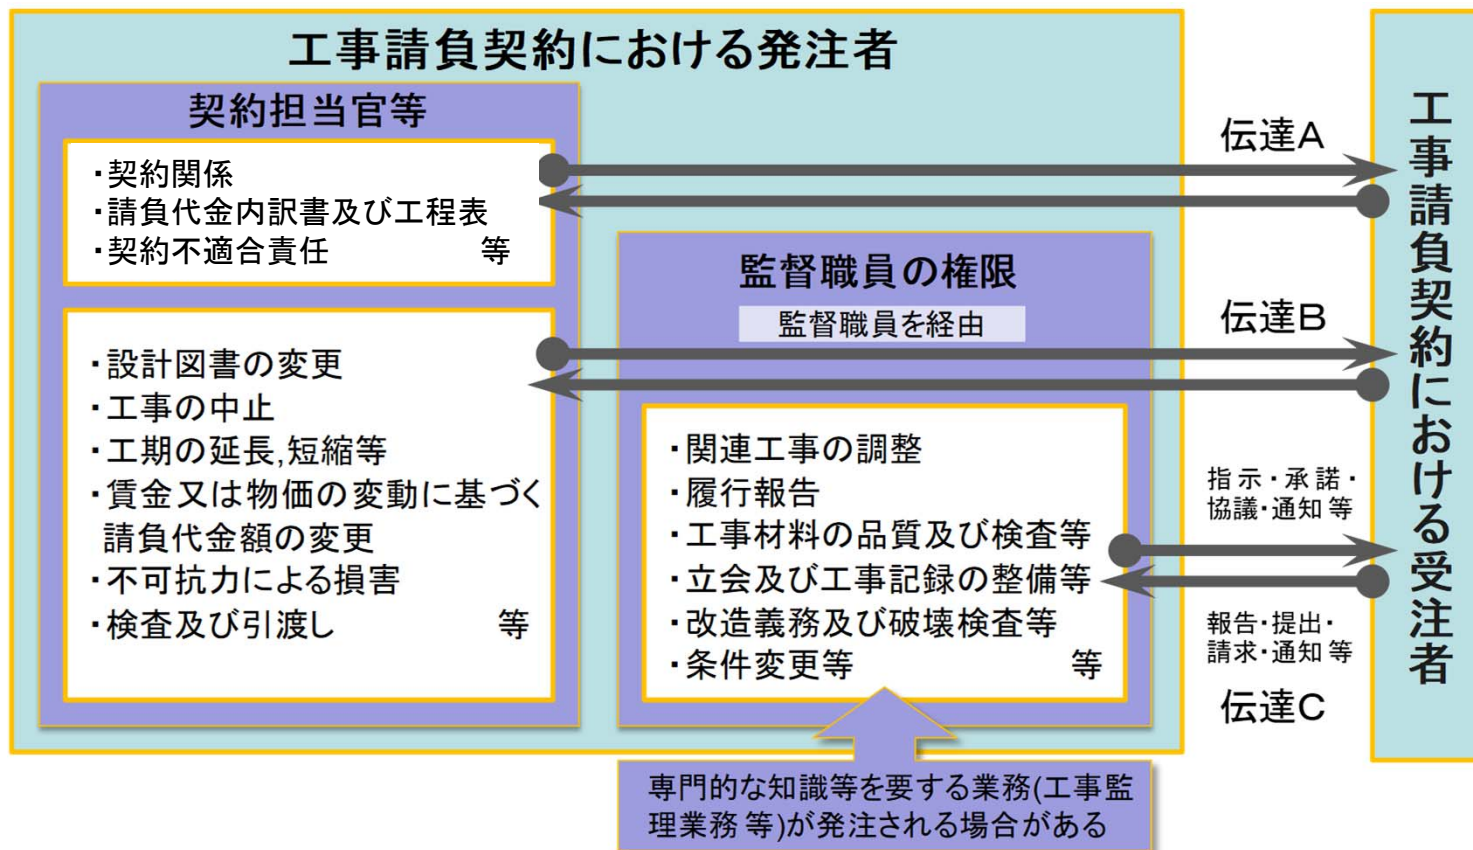 工事請負契約における発注者
契約担当官等
・契約関係
・請負代金内訳書及び工程表
・契約不適合責任 等
・設計図書の変更
・工事の中止
・工期の延長,短縮等
・賃金又は物価の変動に基づく
請負代金額の変更
・不可抗力による損害
・検査及び引渡し 等
監督職員の権限
監督職員を経由
・関連工事の調整
・履行報告
・工事材料の品質及び検査等
・立会及び工事記録の整備等
・改造義務及び破壊検査等
・条件変更等 等
専門的な知識等を要する業務(工事監
理業務等)が発注される場合がある
伝達A
伝達B
指示・承諾・
協議・通知等
報告・提出・
請求・通知等
伝達C
工事請負契約における受注者